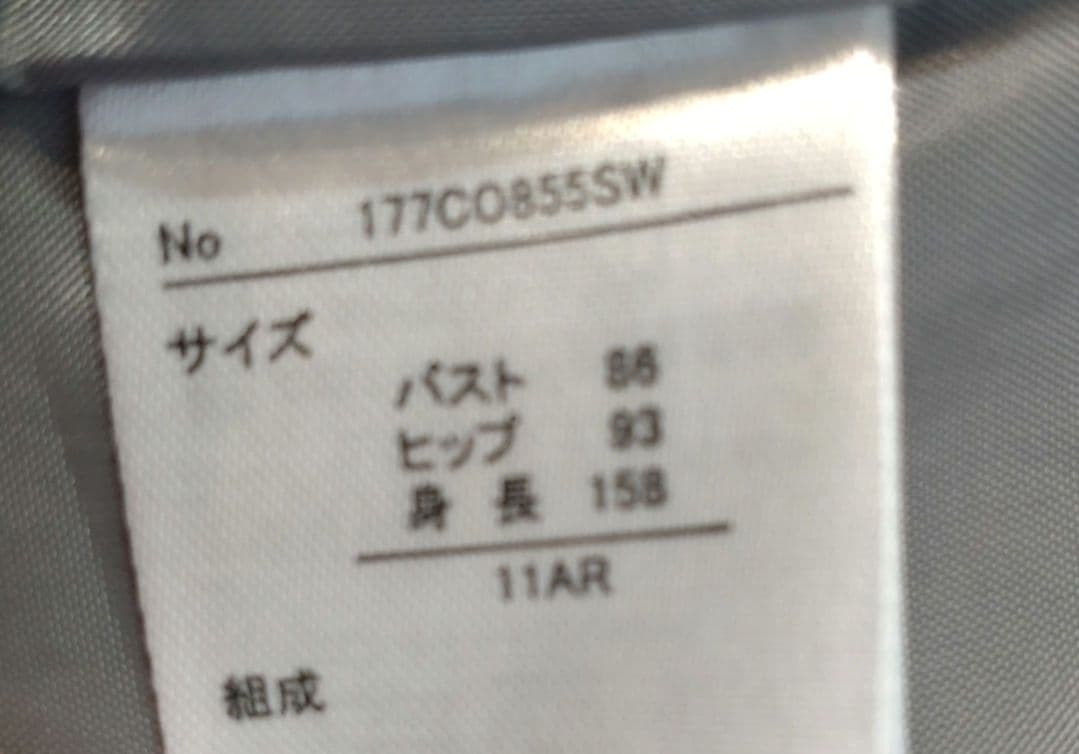 No 177CO855SW
サイズ
バスト 86
ヒップ 93
身長 158
11AR
組成